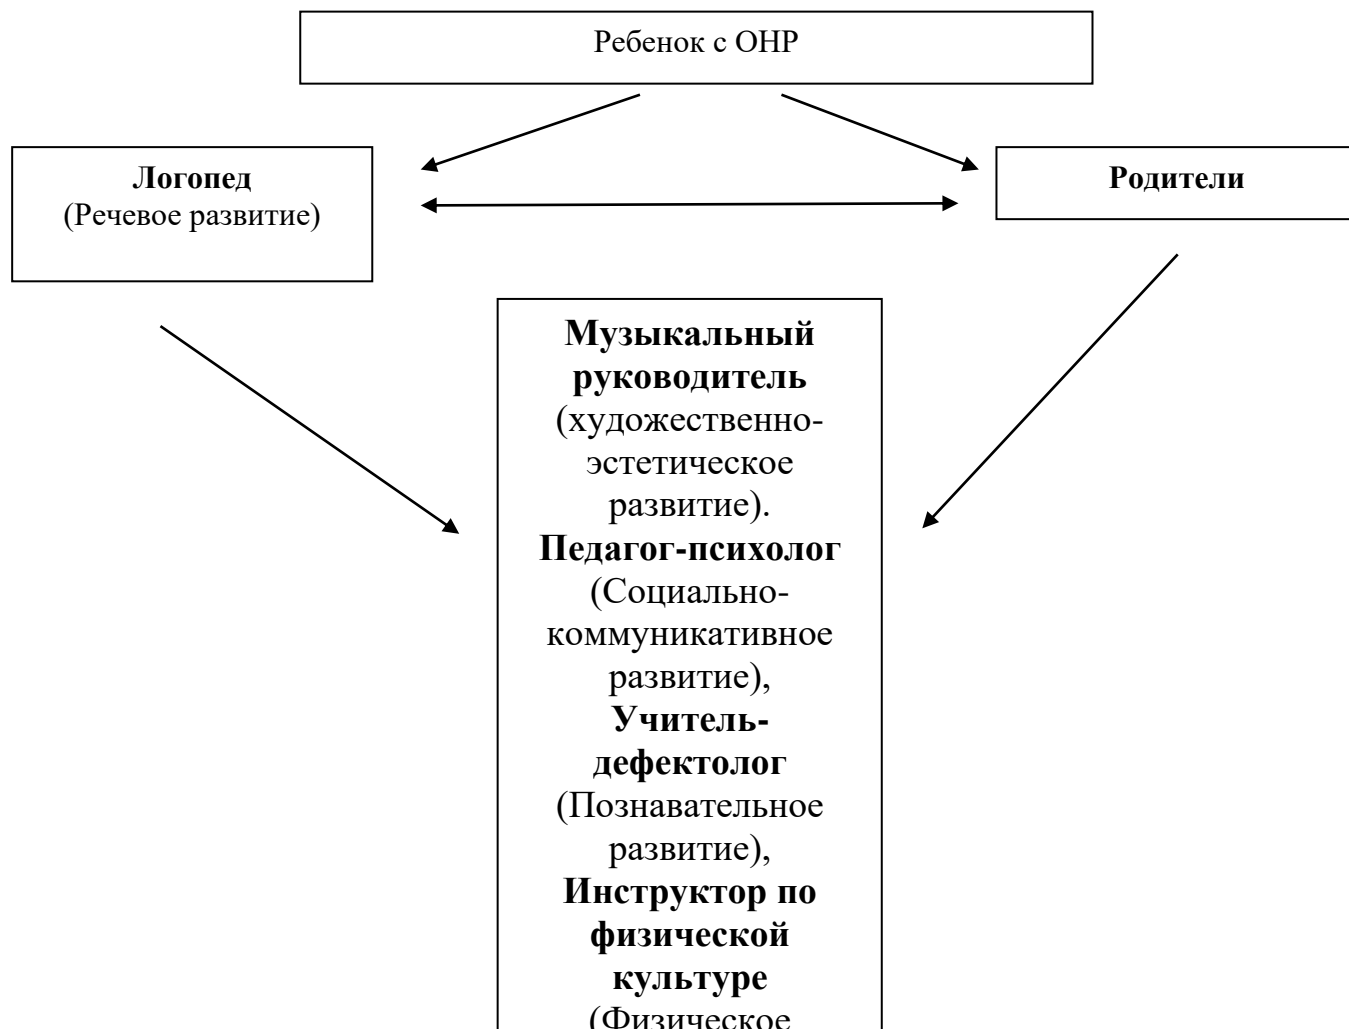 Ребенок с ОНР
Логопед
(Речевое развитие)
Родители
Музыкальный
руководитель
(художественно-
эстетическое
развитие).
Педагог-психолог
(Социально-
коммуникативное
развитие),
Учитель-
дефектолог
(Познавательное
развитие),
Инструктор по
физической
культуре
(Физическое